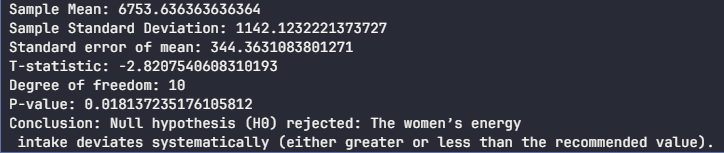 Sample Mean: 6753.636363636364
Sample Standard Deviation: 1142.1232221373727
Standard error of mean: 344.3631083801271
T-statistic: -2.8207540608310193
Degree of freedom: 10
P-value: 0.018137235176105812
Conclusion: Null hypothesis (H0) rejected: The women's energy
intake deviates systematically (either greater or less than the recommended value).